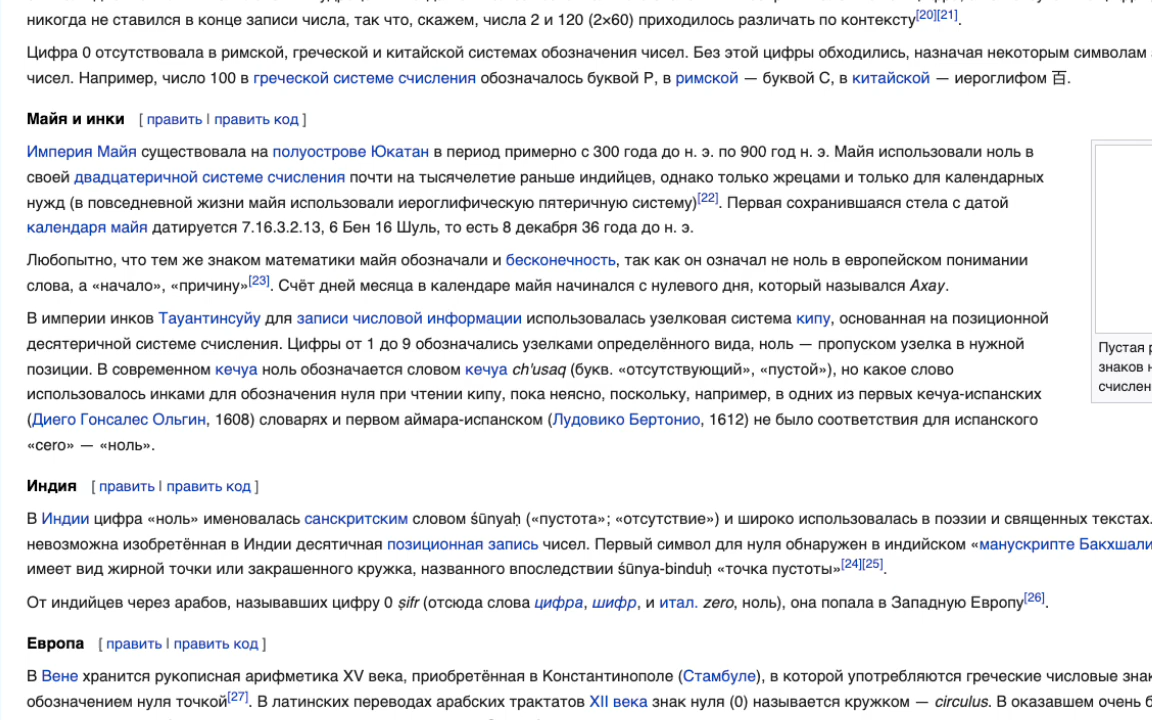 никогда не ставился в конце записи числа, так что, скажем, числа 2 и 120 (2×60) приходилось различать по контексту[20][21].
Цифра 0 отсутствовала в римской, греческой и китайской системах обозначения чисел. Без этой цифры обходились, назначая некоторым символам
чисел. Например, число 100 в греческой системе счисления обозначалось буквой Р, в римской — буквой С, в китайской — иероглифом 百.
Майя и инки [ править | править код ]
Империя Майя существовала на полуострове Юкатан в период примерно с 300 года до н. э. по 900 год н. э. Майя использовали ноль в
своей двадцатеричной системе счисления почти на тысячелетие раньше индийцев, однако только жрецами и только для календарных
нужд (в повседневной жизни майя использовали иероглифическую пятеричную систему)[22]. Первая сохранившаяся стела с датой
календаря майя датируется 7.16.3.2.13, 6 Бен 16 Шуль, то есть 8 декабря 36 года до н. э.
Любопытно, что тем же знаком математики майя обозначали и бесконечность, так как он означал не ноль в европейском понимании
слова, а «начало», «причину»[23]. Счёт дней месяца в календаре майя начинался с нулевого дня, который назывался Ахау.
В империи инков Тауантинсуйу для записи числовой информации использовалась узелковая система кипу, основанная на позиционной
десятеричной системе счисления. Цифры от 1 до 9 обозначались узелками определённого вида, ноль — пропуском узелка в нужной
позиции. В современном кечуа ноль обозначается словом кечуа ch'usaq (букв. «отсутствующий», «пустой»), но какое слово
использовалось инками для обозначения нуля при чтении кипу, пока неясно, поскольку, например, в одних из первых кечуа-испанских
(Диего Гонсалес Ольгин, 1608) словарях и первом аймара-испанском (Лудовико Бертонио, 1612) не было соответствия для испанского
«cero» — «ноль».
Пустая
знаков
счислен
Индия [ править | править код ]
В Индии цифра «ноль» именовалась санскритским словом śūnyaḥ («пустота»; «отсутствие») и широко использовалась в поэзии и священных текстах.
невозможна изобретённая в Индии десятичная позиционная запись чисел. Первый символ для нуля обнаружен в индийском «манускрипте Бакхшали
имеет вид жирной точки или закрашенного кружка, названного впоследствии śūnya-binduḥ «точка пустоты»[24][25].
От индийцев через арабов, называвших цифру 0 ṣifr (отсюда слова цифра, шифр, и итал. zero, ноль), она попала в Западную Европу[26].
Европа [ править | править код ]
В Вене хранится рукописная арифметика XV века, приобретённая в Константинополе (Стамбуле), в которой употребляются греческие числовые знак
обозначением нуля точкой[27]. В латинских переводах арабских трактатов XII века знак нуля (0) называется кружком — circulus. В оказавшем очень